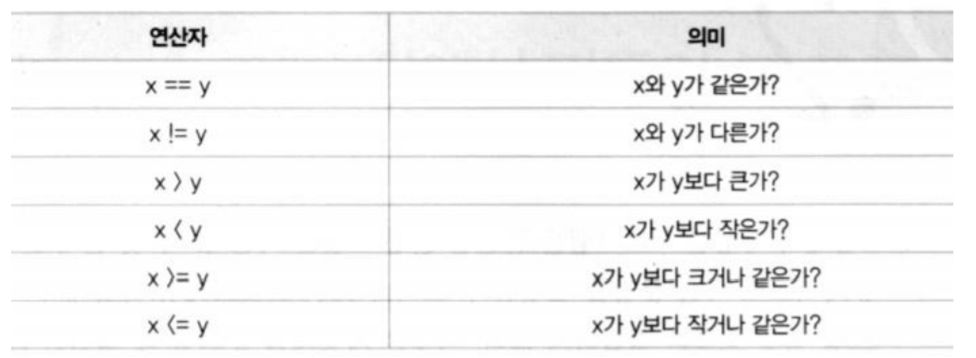 연산자 의미
x == y x와 y가 같은가?
x != y x와 y가 다른가?
x > y x가 y보다 큰가?
x < y x가 y보다 작은가?
x >= y x가 y보다 크거나 같은가?
x <= y x가 y보다 작거나 같은가?